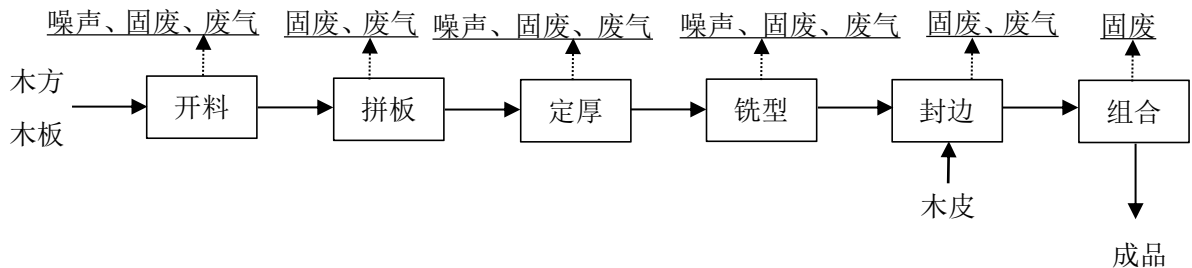 噪声、固废、废气
固废、废气
噪声、固废、废气
噪声、固废、废气
固废、废气
固废
木方
木板
开料
拼板
定厚
铣型
封边
组合
木皮
成品